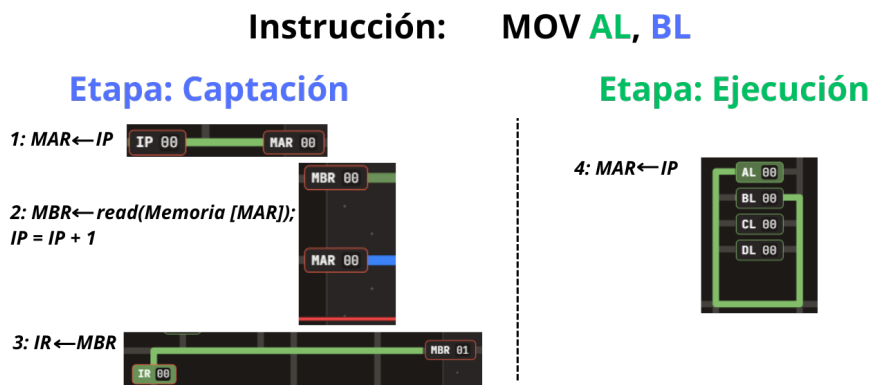 Instrucción: MOV AL, BL
Etapa: Captación
Etapa: Ejecución
1: MAR←IP
IP 00
MAR 00
2: MBR←read(Memoria [MAR]);
IP = IP + 1
MBR 00
MAR 00
3: IR←MBR
MBR 01
IR 00
4: MAR←IP
AL 00
BL 00
CL 00
DL 00